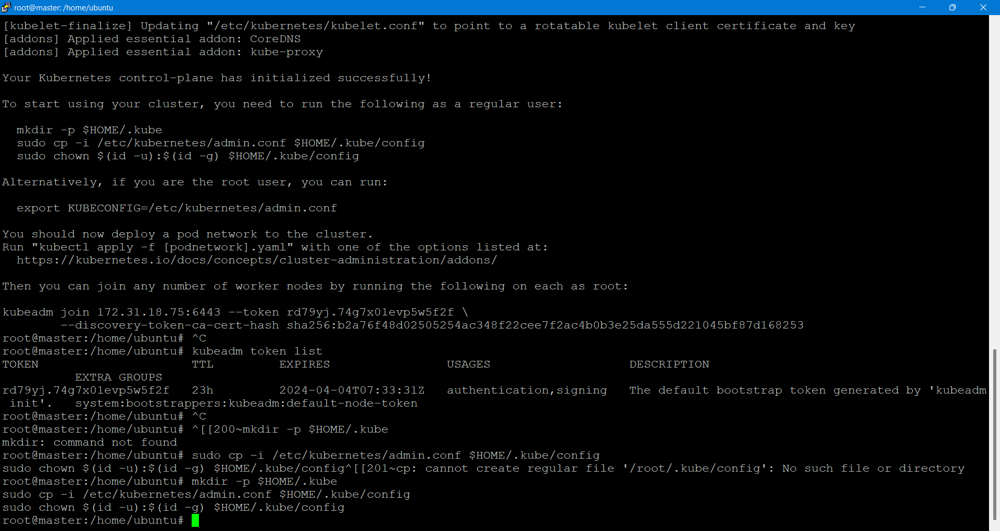 root@master: /home/ubuntu
[kubelet-finalize] Updating "/etc/kubernetes/kubelet.conf" to point to a rotatable kubelet client certificate and key
[addons] Applied essential addon: CoreDNS
[addons] Applied essential addon: kube-proxy
Your Kubernetes control-plane has initialized successfully!
To start using your cluster, you need to run the following as a regular user:
mkdir -p $HOME/.kube
sudo cp -i /etc/kubernetes/admin.conf $HOME/.kube/config
sudo chown $(id -u):$(id -g) $HOME/.kube/config
Alternatively, if you are the root user, you can run:
export KUBECONFIG=/etc/kubernetes/admin.conf
You should now deploy a pod network to the cluster.
Run "kubectl apply -f [podnetwork].yaml" with one of the options listed at:
https://kubernetes.io/docs/concepts/cluster-administration/addons/
Then you can join any number of worker nodes by running the following on each as root:
kubeadm join 172.31.18.75:6443 --token rd79yj.74g7x01evp5w5f2f \
--discovery-token-ca-cert-hash sha256:b2a76f48d02505254ac348f22cee7f2ac4b0b3e25da555d221045bf87d168253
root@master:/home/ubuntu# ^C
root@master:/home/ubuntu# kubeadm token list
TOKEN TTL EXPIRES USAGES DESCRIPTION
EXTRA GROUPS
rd79yj.74g7x01evp5w5f2f 23h 2024-04-04T07:33:31Z authentication,signing The default bootstrap token generated by 'kubeadm
init'. system:bootstrappers:kubeadm:default-node-token
root@master:/home/ubuntu# ^C
root@master:/home/ubuntu# ^[[200~mkdir -p $HOME/.kube
mkdir: command not found
root@master:/home/ubuntu# sudo cp -i /etc/kubernetes/admin.conf $HOME/.kube/config
sudo chown $(id -u):$(id -g) $HOME/.kube/config^[[201~cp: cannot create regular file '/root/.kube/config': No such file or directory
root@master:/home/ubuntu# mkdir -p $HOME/.kube
sudo cp -i /etc/kubernetes/admin.conf $HOME/.kube/config
sudo chown $(id -u):$(id -g) $HOME/.kube/config
root@master:/home/ubuntu#